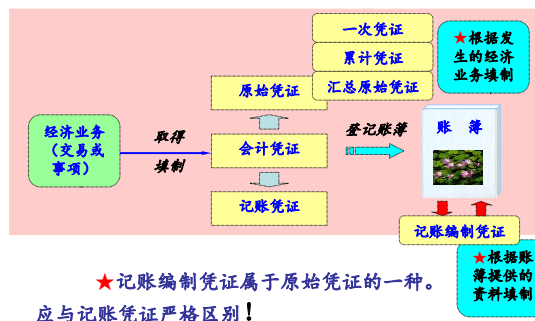 一次凭证
累计凭证
汇总原始凭证
★根据发
生的经济
业务填制
原始凭证
经济业务
（交易或
事项）
取得
填制
会计凭证
登记账簿
账 簿
记账凭证
记账编制凭证
★根据账
簿提供的
资料填制
★记账编制凭证属于原始凭证的一种。
应与记账凭证严格区别！